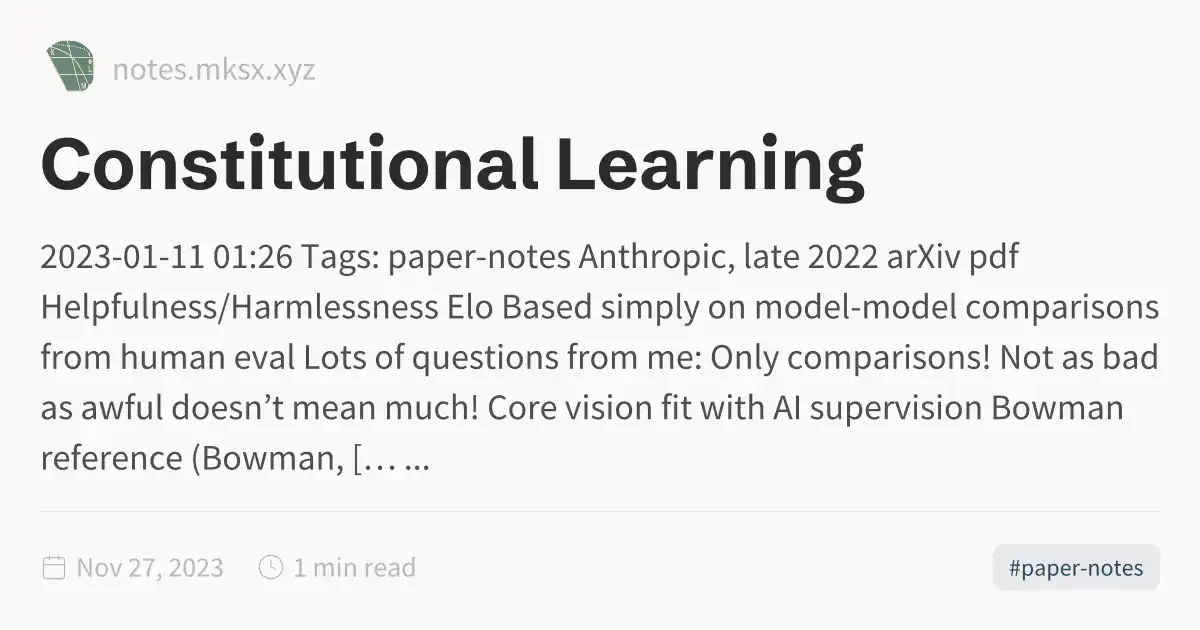 notes.mksx.xyz
Constitutional Learning
2023-01-11 01:26 Tags: paper-notes Anthropic, late 2022 arXiv pdf
Helpfulness/Harmlessness Elo Based simply on model-model comparisons
from human eval Lots of questions from me: Only comparisons! Not as bad
as awful doesn’t mean much! Core vision fit with AI supervision Bowman
reference (Bowman, [… ...
Nov 27, 2023 1 min read
#paper-notes